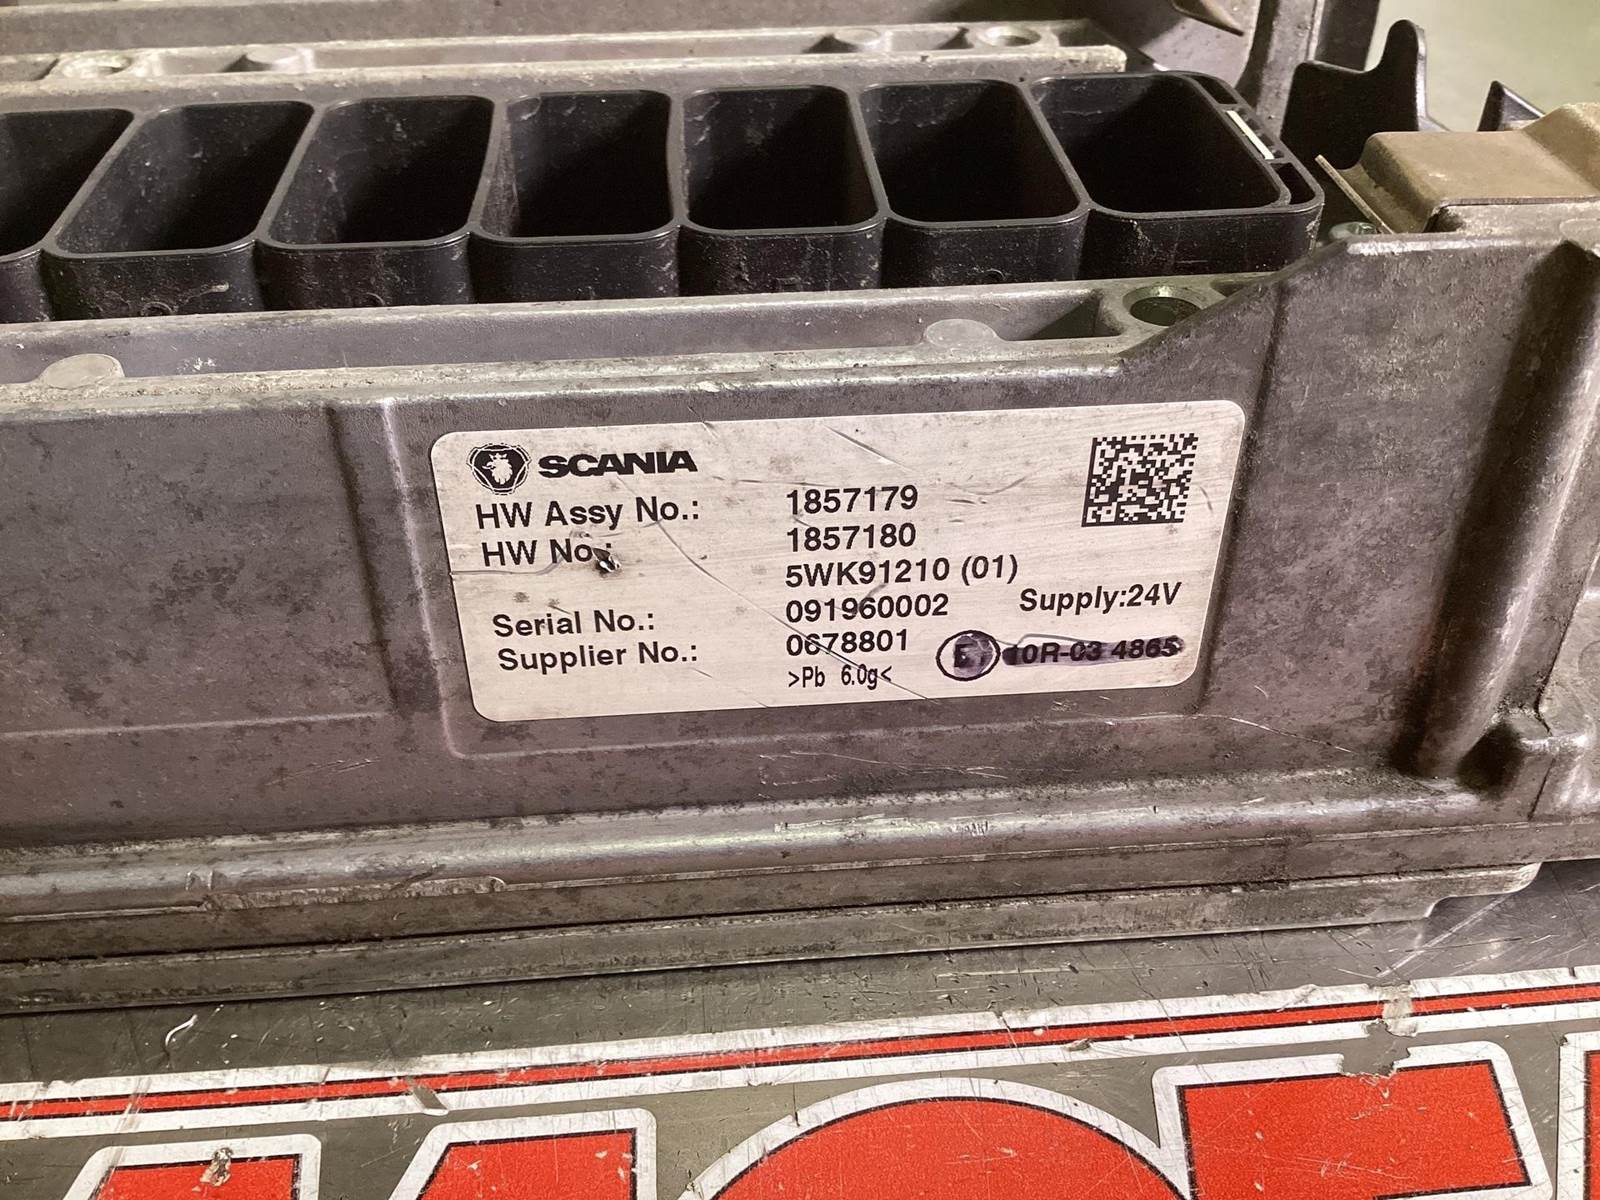 SCANIA
HW Assy No.: 1857179
HW No.: 1857180
5WK91210 (01)
Serial No.: 091960002 Supply:24V
Supplier No.: 0678801 10R-03 4865
>Pb 6.0g<